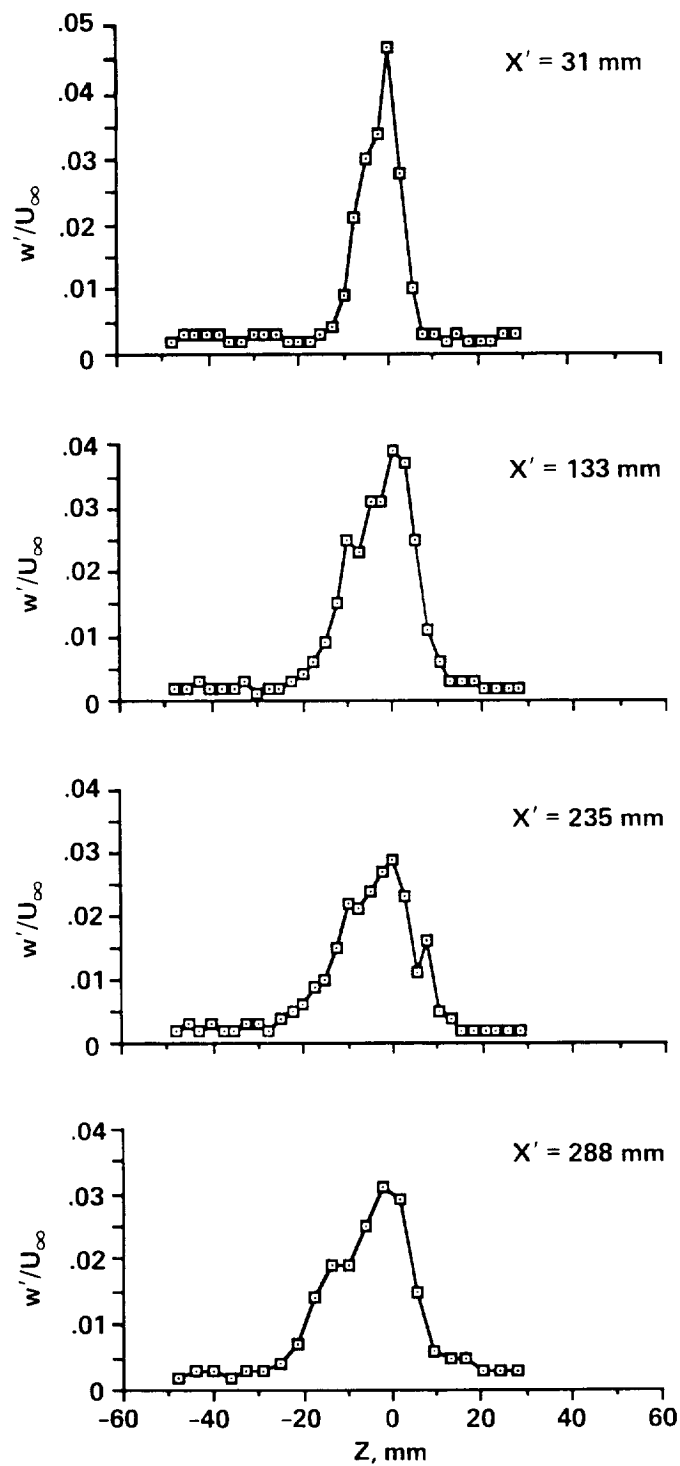 .05
.04
.03
.02
.01
0
w′/U∞
X′ = 31 mm
.04
.03
.02
.01
0
w′/U∞
X′ = 133 mm
.04
.03
.02
.01
0
w′/U∞
X′ = 235 mm
.04
.03
.02
.01
0
w′/U∞
X′ = 288 mm
−60 −40 −20 0 20 40 60
Z, mm